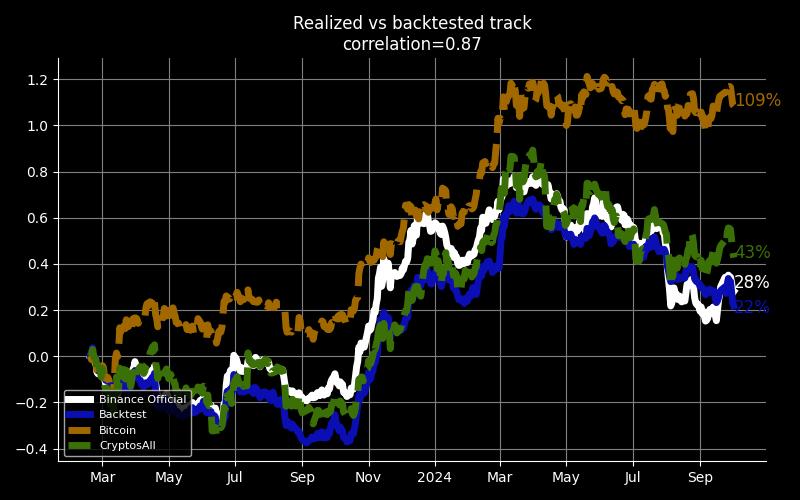 Realized vs backtested track
correlation=0.87
1.2
1.0
0.8
0.6
0.4
0.2
0.0
−0.2
−0.4
109%
43%
28%
22%
Binance Official
Backtest
Bitcoin
CryptosAll
Mar May Jul Sep Nov 2024 Mar May Jul Sep